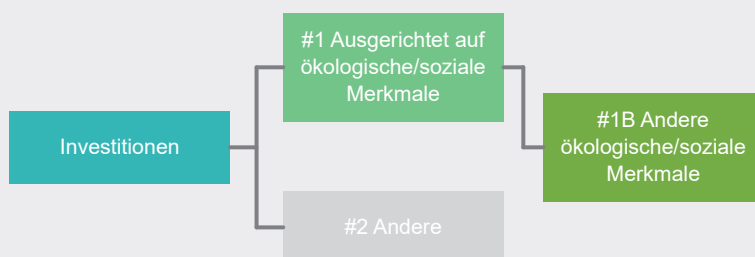 #1 Ausgerichtet auf
ökologische/soziale
Merkmale
Investitionen
#1B Andere
ökologische/soziale
Merkmale
#2 Andere